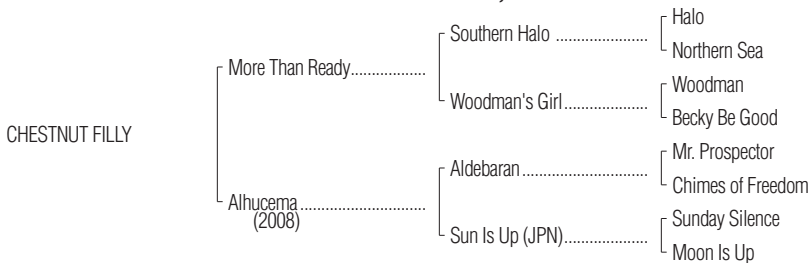 CHESTNUT FILLY
More Than Ready..................
Alhucema..................................
(2008)
Southern Halo ........................
Woodman's Girl......................
Aldebaran.................................
Sun Is Up (JPN)......................
Halo
Northern Sea
Woodman
Becky Be Good
Mr. Prospector
Chimes of Freedom
Sunday Silence
Moon Is Up